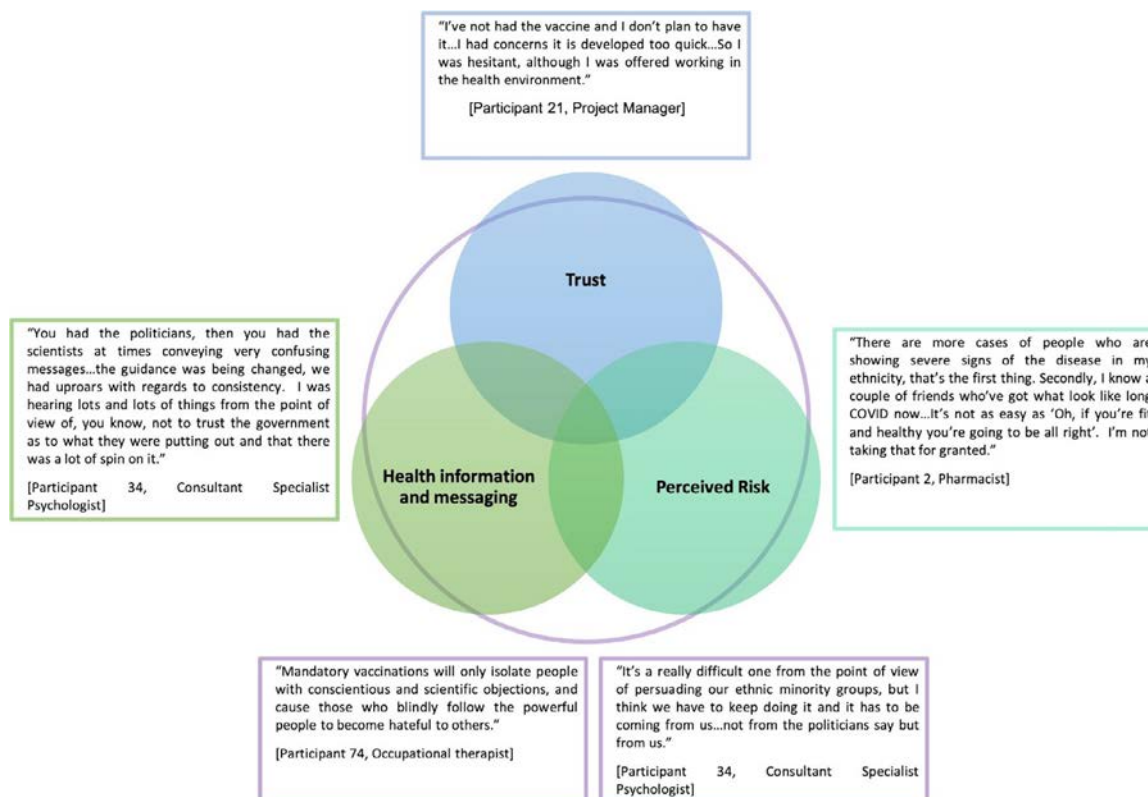 “I’ve not had the vaccine and I don’t plan to have
it…I had concerns it is developed too quick…So I
was hesitant, although I was offered working in
the health environment.”
[Participant 21, Project Manager]
Trust
“You had the politicians, then you had the
scientists at times conveying very confusing
messages…the guidance was being changed, we
had uproars with regards to consistency. I was
hearing lots and lots of things from the point of
view of, you know, not to trust the government
as to what they were putting out and that there
was a lot of spin on it.”
[Participant 34, Consultant Specialist
Psychologist]
Health information
and messaging
Perceived Risk
“There are more cases of people who are
showing severe signs of the disease in my
ethnicity, that’s the first thing. Secondly, I know a
couple of friends who’ve got what look like long
COVID now…It’s not as easy as ‘Oh, if you’re fit
and healthy you’re going to be all right’. I’m not
taking that for granted.”
[Participant 2, Pharmacist]
“Mandatory vaccinations will only isolate people
with conscientious and scientific objections, and
cause those who blindly follow the powerful
people to become hateful to others.”
[Participant 74, Occupational therapist]
“It’s a really difficult one from the point of view
of persuading our ethnic minority groups, but I
think we have to keep doing it and it has to be
coming from us…not from the politicians say but
from us.”
[Participant 34, Consultant Specialist
Psychologist]